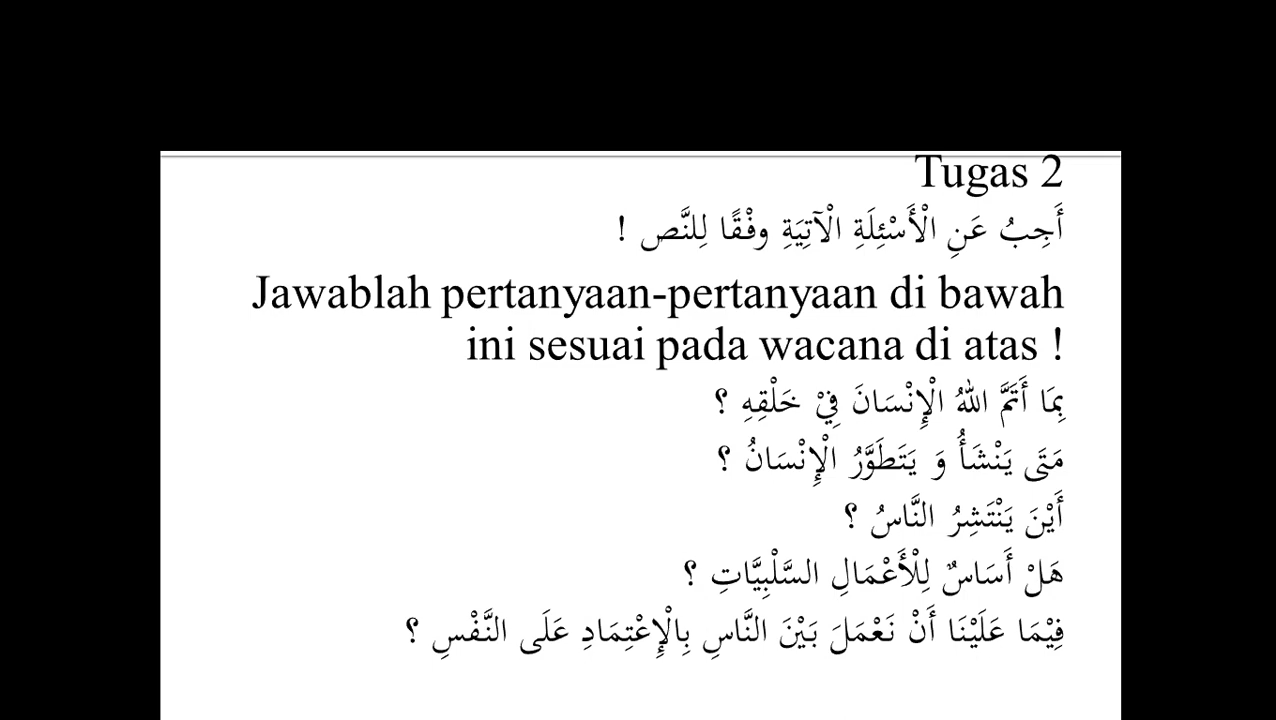 Tugas 2
أَجِبُ عَنِ الْأَسْئِلَةِ الْآتِيَةِ وفْقًا لِلنَّص !
Jawablah pertanyaan-pertanyaan di bawah
ini sesuai pada wacana di atas !
بِمَا أَتَمَّ اللهُ الْإِنْسَانَ فِيْ خَلْقِهِ ؟
مَتَى يَنْشَأُ وَ يَتَطَوَّرُ الْإِنْسَانُ ؟
أَيْنَ يَنْتَشِرُ النَّاسُ ؟
هَلْ أَسَاسٌ لِلْأَعْمَالِ السَّلْبِيَّاتِ ؟
فِيْمَا عَلَيْنَا أَنْ نَعْمَلَ بَيْنَ النَّاسِ بِالْإِعْتِمَادِ عَلَى النَّفْسِ ؟